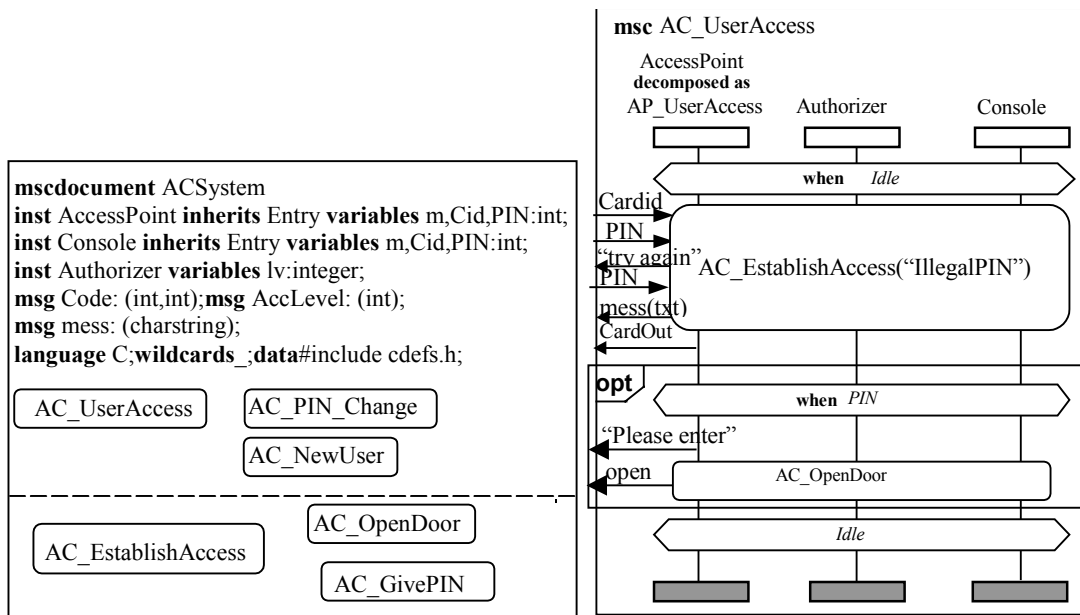 mscdocument ACSystem
inst AccessPoint inherits Entry variables m,Cid,PIN:int;
inst Console inherits Entry variables m,Cid,PIN:int;
inst Authorizer variables lv:integer;
msg Code: (int,int);msg AccLevel: (int);
msg mess: (charstring);
language C;wildcards_;data#include cdefs.h;
AC_UserAccess
AC_PIN_Change
AC_NewUser
AC_OpenDoor
AC_EstablishAccess
AC_GivePIN
msc AC_UserAccess
AccessPoint
decomposed as
AP_UserAccess
Authorizer
Console
when Idle
Cardid
PIN
"try again"
PIN
mess(txt)
AC_EstablishAccess("IllegalPIN")
CardOut
opt
when PIN
"Please enter"
open
AC_OpenDoor
Idle